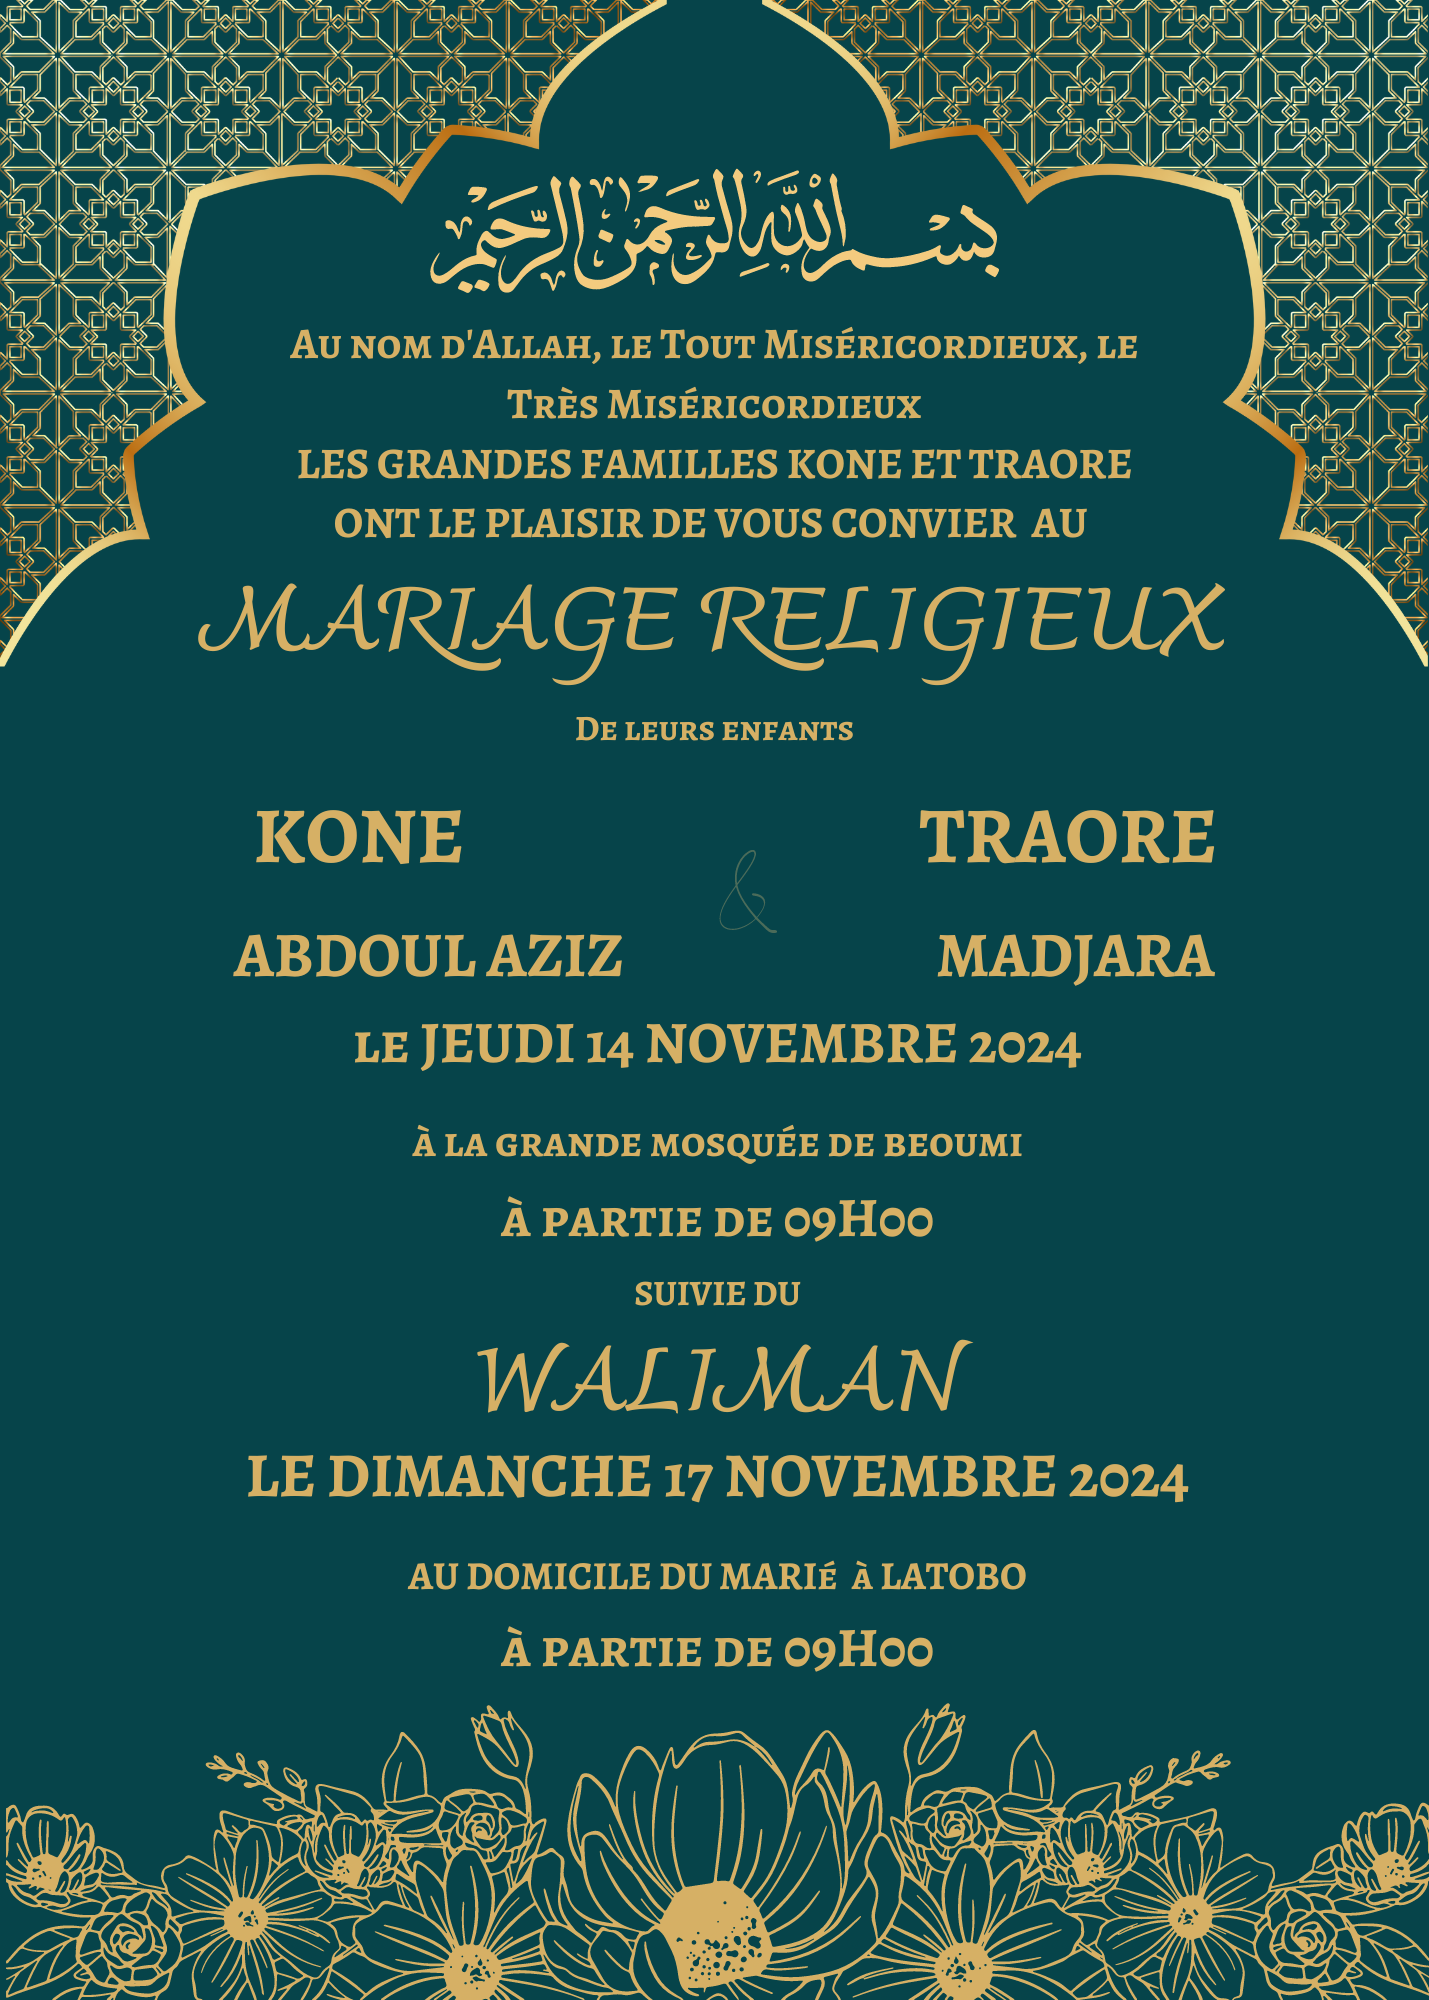 بسم الله الرحمن الرحيم
Au nom d'Allah, le Tout Miséricordieux, le
Très Miséricordieux
LES GRANDES FAMILLES KONE ET TRAORE
ONT LE PLAISIR DE VOUS CONVIER AU
MARIAGE RELIGIEUX
De leurs enfants
KONE
ABDOUL AZIZ
&
TRAORE
MADJARA
le JEUDI 14 NOVEMBRE 2024
à la grande mosquée de beoumi
à partie de 09H00
SUIVIE DU
WALIMAN
LE DIMANCHE 17 NOVEMBRE 2024
AU DOMICILE DU MARIé à LATOBO
à partie de 09H00